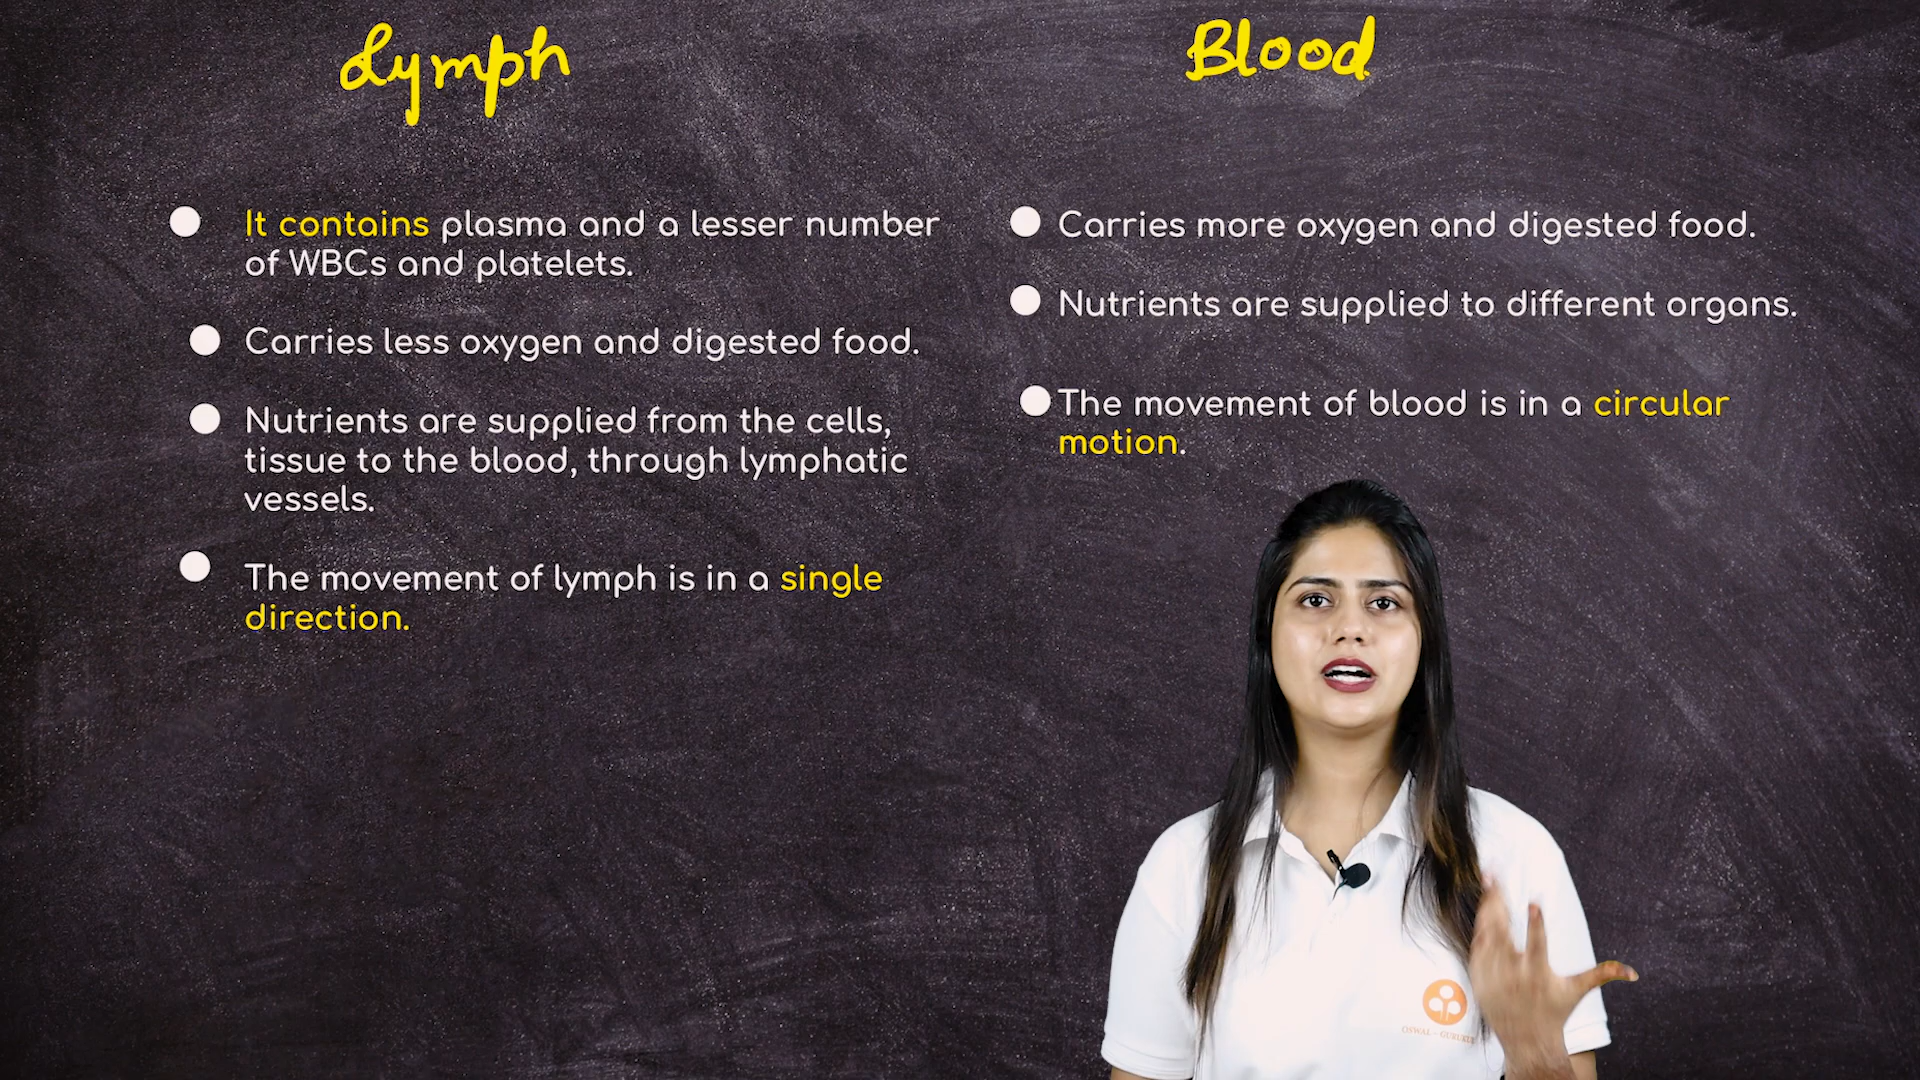 Lymph
It contains plasma and a lesser number
of WBCs and platelets.
Carries less oxygen and digested food.
Nutrients are supplied from the cells,
tissue to the blood, through lymphatic
vessels.
The movement of lymph is in a single
direction.
Blood
Carries more oxygen and digested food.
Nutrients are supplied to different organs.
The movement of blood is in a circular
motion.